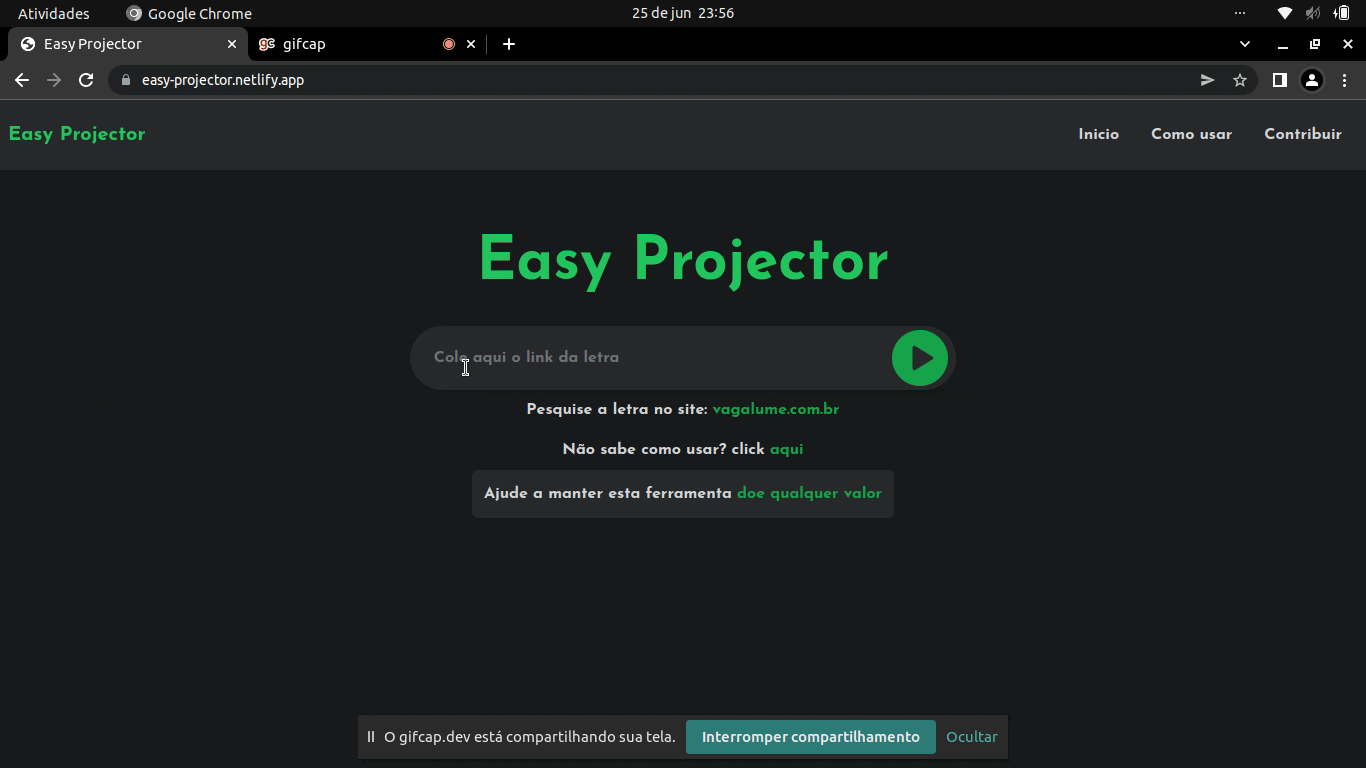 Atividades Google Chrome 25 de jun 23:56
Easy Projector gifcap
easy-projector.netlify.app
Easy Projector Inicio Como usar Contribuir
Easy Projector
Cole aqui o link da letra
Pesquise a letra no site: vagalume.com.br
Não sabe como usar? click aqui
Ajude a manter esta ferramenta doe qualquer valor
O gifcap.dev está compartilhando sua tela. Interromper compartilhamento Ocultar